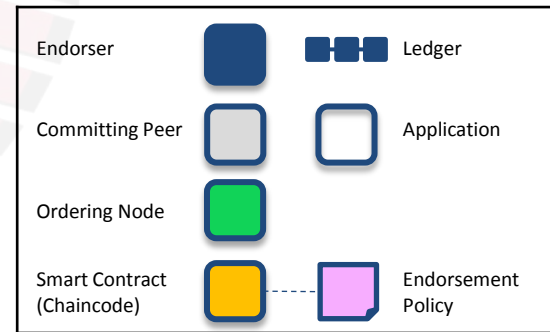 Endorser
Ledger
Committing Peer
Application
Ordering Node
Smart Contract
(Chaincode)
Endorsement
Policy